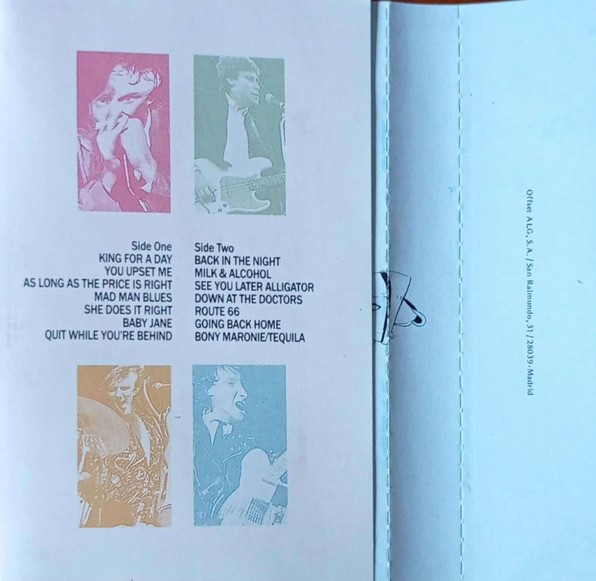 Side One
KING FOR A DAY
YOU UPSET ME
AS LONG AS THE PRICE IS RIGHT
MAD MAN BLUES
SHE DOES IT RIGHT
BABY JANE
QUIT WHILE YOU'RE BEHIND
Side Two
BACK IN THE NIGHT
MILK & ALCOHOL
SEE YOU LATER ALLIGATOR
DOWN AT THE DOCTORS
ROUTE 66
GOING BACK HOME
BONY MARONIE/TEQUILA
Offset ALG, S.A. / San Raimundo, 31 / 28039-Madrid